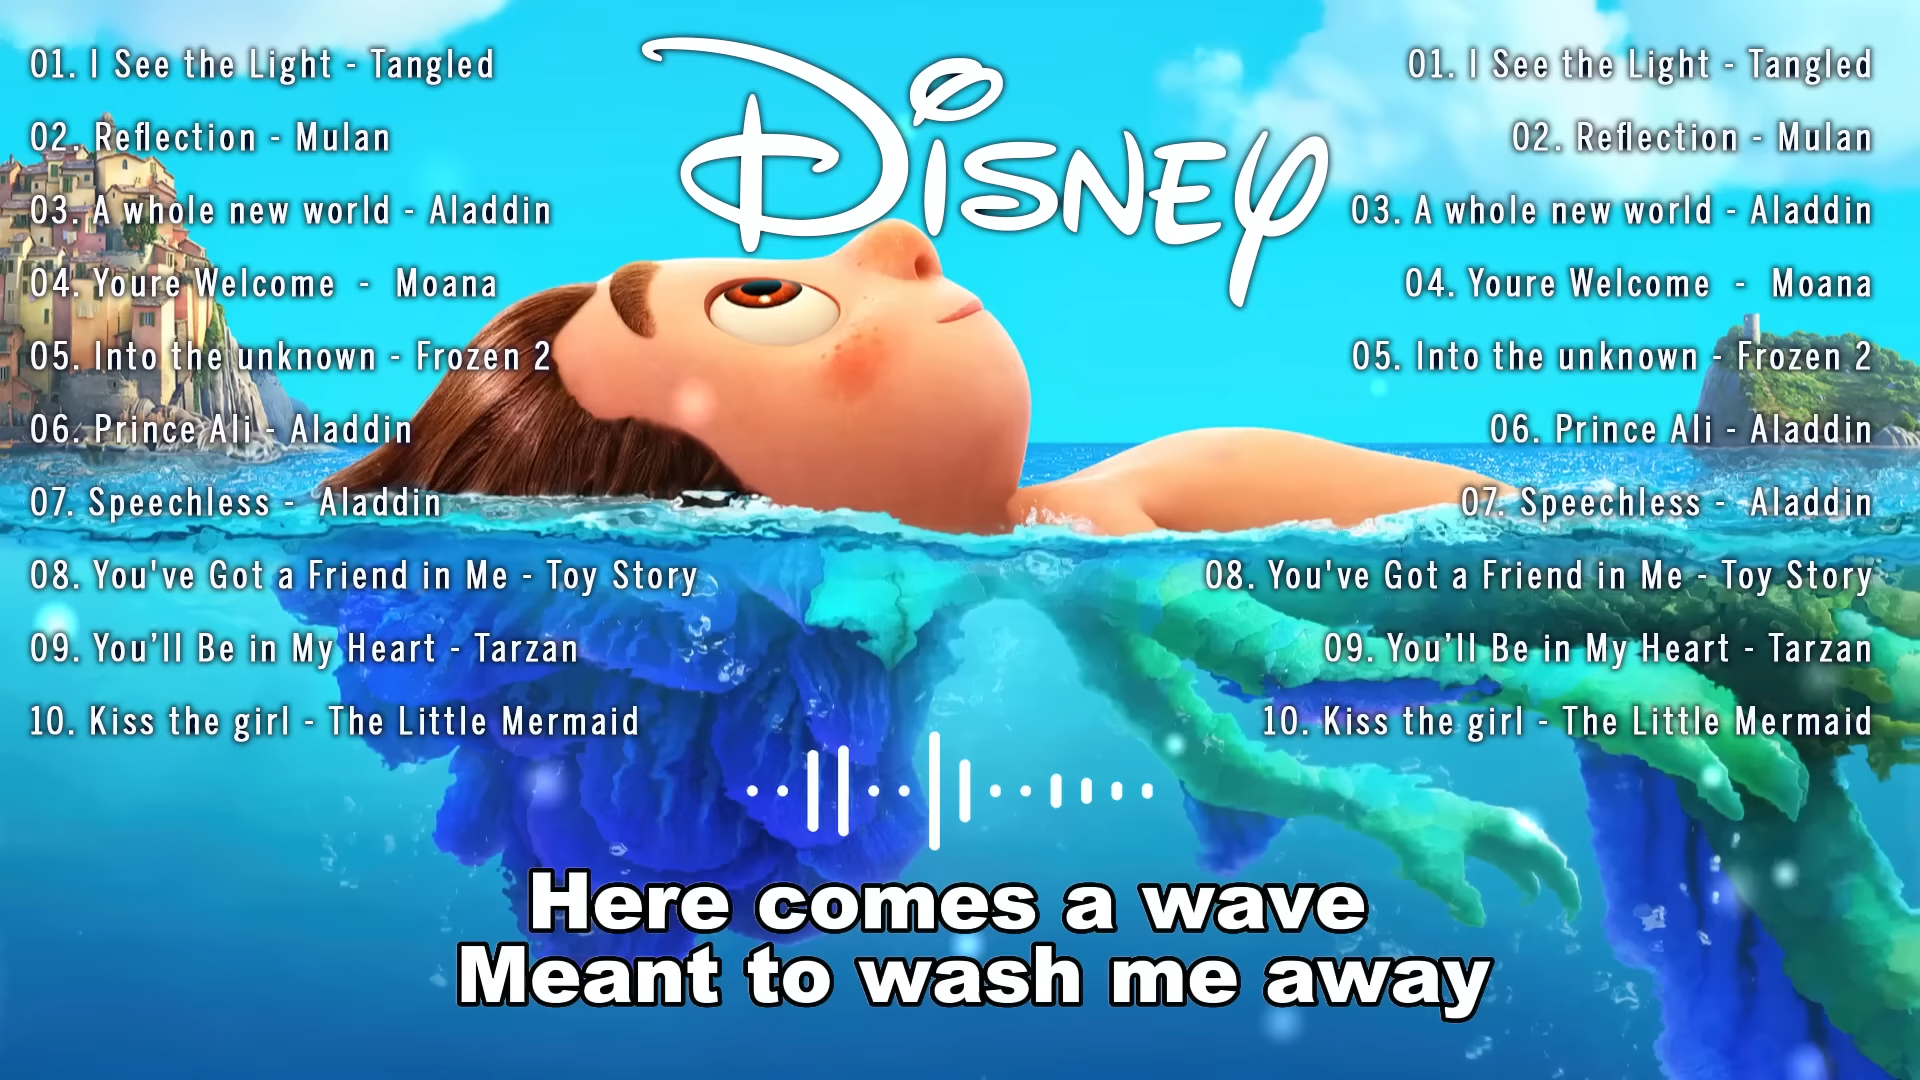 Disney
01. I See the Light - Tangled
02. Reflection - Mulan
03. A whole new world - Aladdin
04. Youre Welcome - Moana
05. Into the unknown - Frozen 2
06. Prince Ali - Aladdin
07. Speechless - Aladdin
08. You've Got a Friend in Me - Toy Story
09. You’ll Be in My Heart - Tarzan
10. Kiss the girl - The Little Mermaid
01. I See the Light - Tangled
02. Reflection - Mulan
03. A whole new world - Aladdin
04. Youre Welcome - Moana
05. Into the unknown - Frozen 2
06. Prince Ali - Aladdin
07. Speechless - Aladdin
08. You've Got a Friend in Me - Toy Story
09. You’ll Be in My Heart - Tarzan
10. Kiss the girl - The Little Mermaid
Here comes a wave
Meant to wash me away